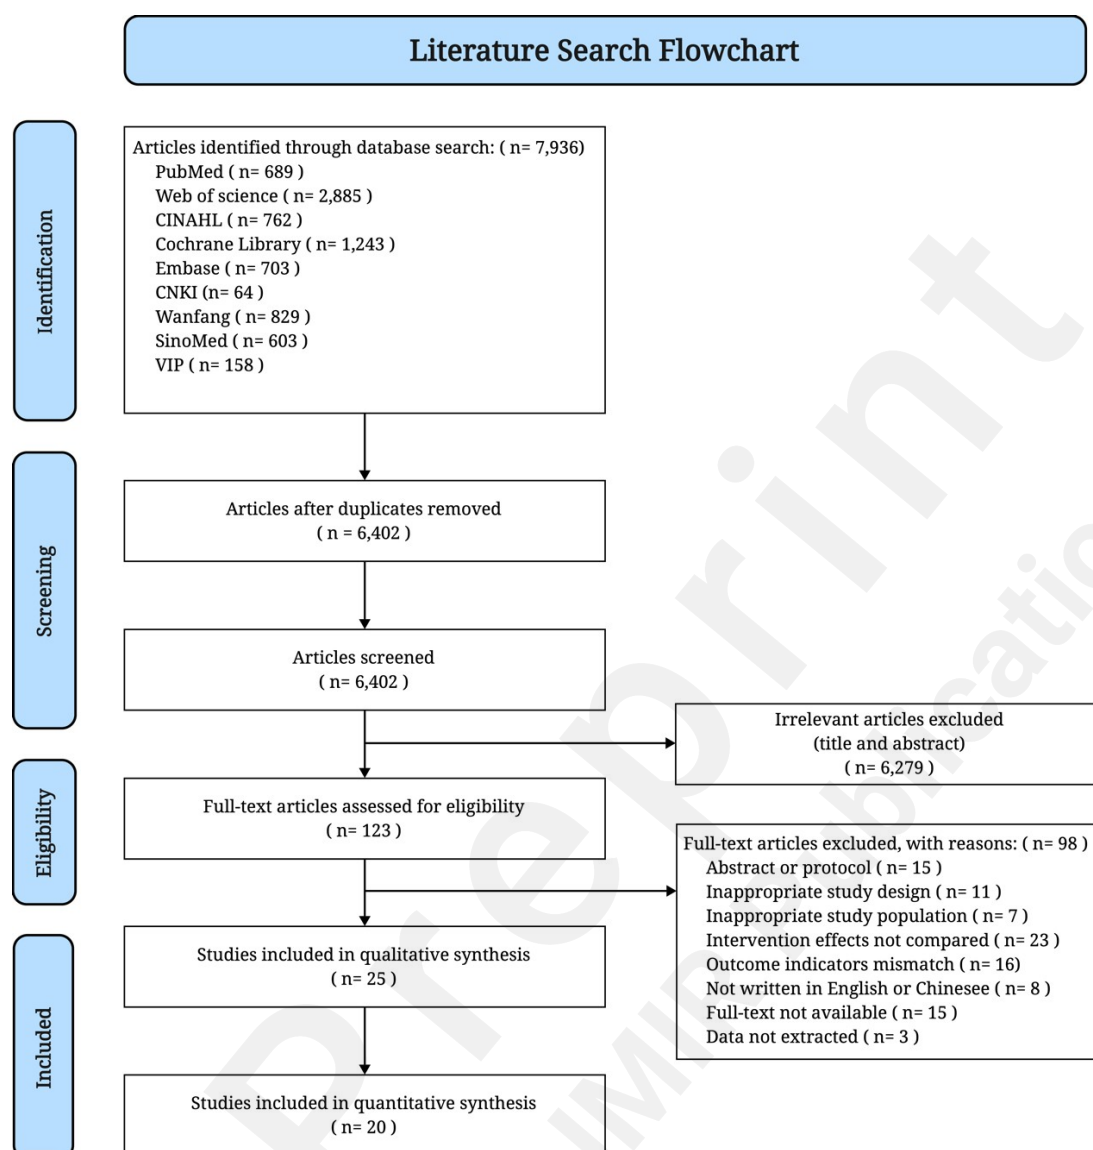 Literature Search Flowchart
Identification
Articles identified through database search: ( n= 7,936)
PubMed ( n= 689 )
Web of science ( n= 2,885 )
CINAHL ( n= 762 )
Cochrane Library ( n= 1,243 )
Embase ( n= 703 )
CNKI (n= 64 )
Wanfang ( n= 829 )
SinoMed ( n= 603 )
VIP ( n= 158 )
Screening
Articles after duplicates removed
( n = 6,402 )
Articles screened
( n= 6,402 )
Irrelevant articles excluded
(title and abstract)
( n= 6,279 )
Eligibility
Full-text articles assessed for eligibility
( n= 123 )
Full-text articles excluded, with reasons: ( n= 98 )
Abstract or protocol ( n= 15 )
Inappropriate study design ( n= 11 )
Inappropriate study population ( n= 7 )
Intervention effects not compared ( n= 23 )
Outcome indicators mismatch ( n= 16)
Not written in English or Chinesee ( n= 8 )
Full-text not available ( n= 15 )
Data not extracted ( n= 3 )
Included
Studies included in qualitative synthesis
( n= 25 )
Studies included in quantitative synthesis
( n= 20 )
Preprint